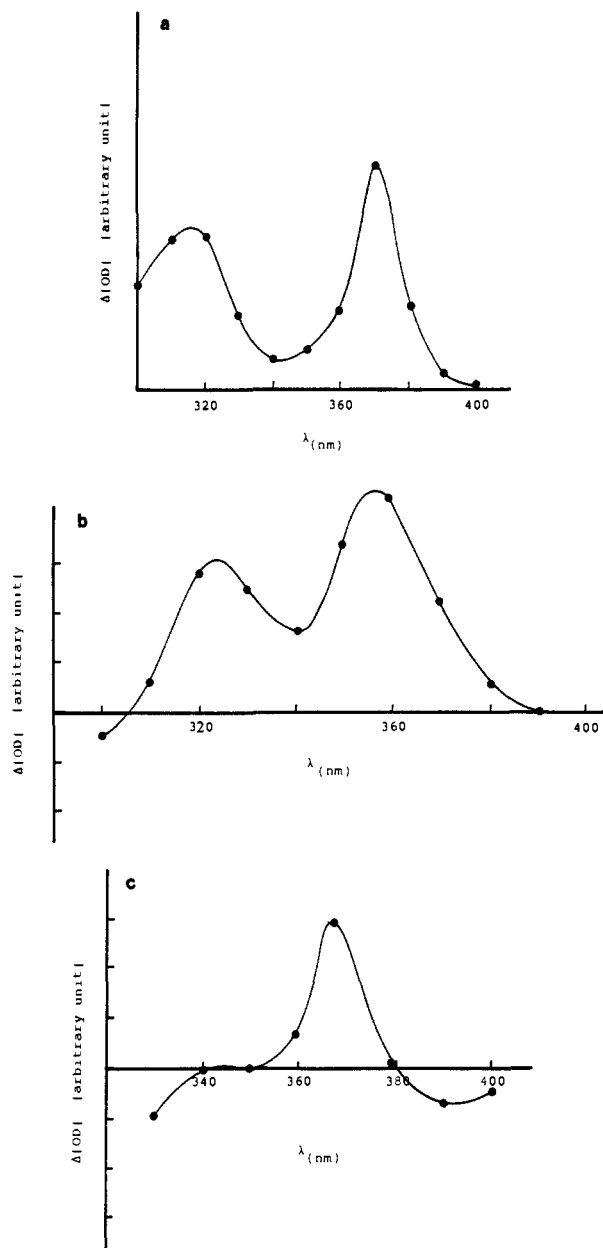 a
Δ|OD| |arbitrary unit|
320 360 400
λ(nm)
b
Δ|OD| |arbitrary unit|
320 360 400
λ(nm)
c
Δ|OD| |arbitrary unit|
340 360 380 400
λ(nm)